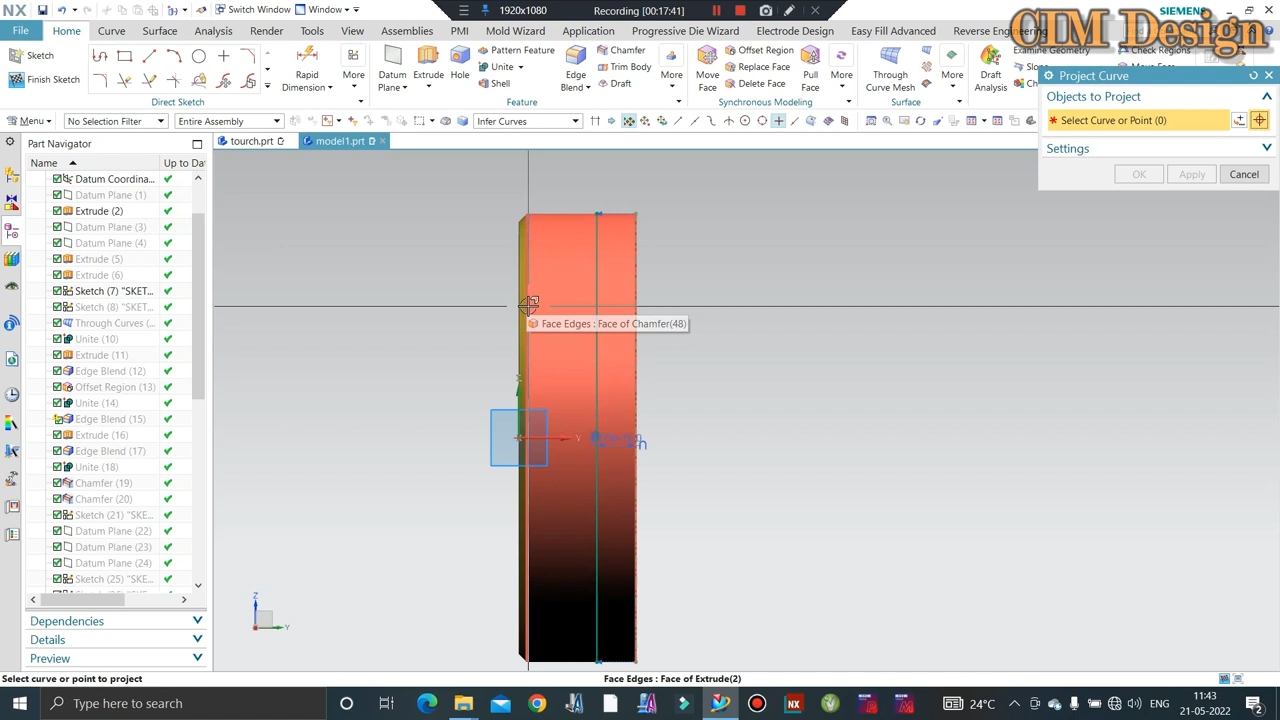 NX
Switch Window
Window
1920x1080
Recording [00:17:41]
SIEMENS
CIM Design
File
Home
Curve
Surface
Analysis
Render
Tools
View
Assemblies
Mold Wizard
Application
Progressive Die Wizard
Electrode Design
Easy Fill Advanced
Sketch
Finish Sketch
Rapid
Dimension
More
Datum
Plane
Extrude
Hole
Pattern Feature
Unite
Shell
Edge
Blend
Chamfer
Trim Body
Draft
More
Move
Face
Offset Region
Replace Face
Delete Face
Pull
Face
More
Through
Curve Mesh
More
Draft
Analysis
Examine Geometry
Check Regions
Direct Sketch
Feature
Synchronous Modeling
Surface
Project Curve
Objects to Project
* Select Curve or Point (0)
Settings
OK
Apply
Cancel
Menu
No Selection Filter
Entire Assembly
Infer Curves
Part Navigator
tourch.prt
model1.prt
Name
Up to Da
Datum Coordina...
Datum Plane (1)
Extrude (2)
Datum Plane (3)
Datum Plane (4)
Extrude (5)
Extrude (6)
Sketch (7) "SKET...
Sketch (8) "SKET...
Through Curves (...
Unite (10)
Extrude (11)
Edge Blend (12)
Offset Region (13)
Unite (14)
Edge Blend (15)
Extrude (16)
Edge Blend (17)
Unite (18)
Chamfer (19)
Chamfer (20)
Sketch (21) "SKE...
Datum Plane (22)
Datum Plane (23)
Datum Plane (24)
Sketch (25) "SKE...
Dependencies
Details
Preview
Face Edges : Face of Chamfer(48)
Y
Z
Y
Select curve or point to project
Face Edges : Face of Extrude(2)
Type here to search
24°C
ENG
11:43
21-05-2022
2